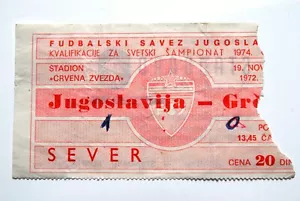 FUDBALSKI SAVEZ JUGOSLA
KVALIFIKACIJE ZA SVETSKI ŠAMPIONAT 1974.
STADION
„CRVENA ZVEZDA”
19. NOV
1972.
Jugoslavija – Grč
1 0
PO
13,45 ČA
SEVER
CENA 20 DIN